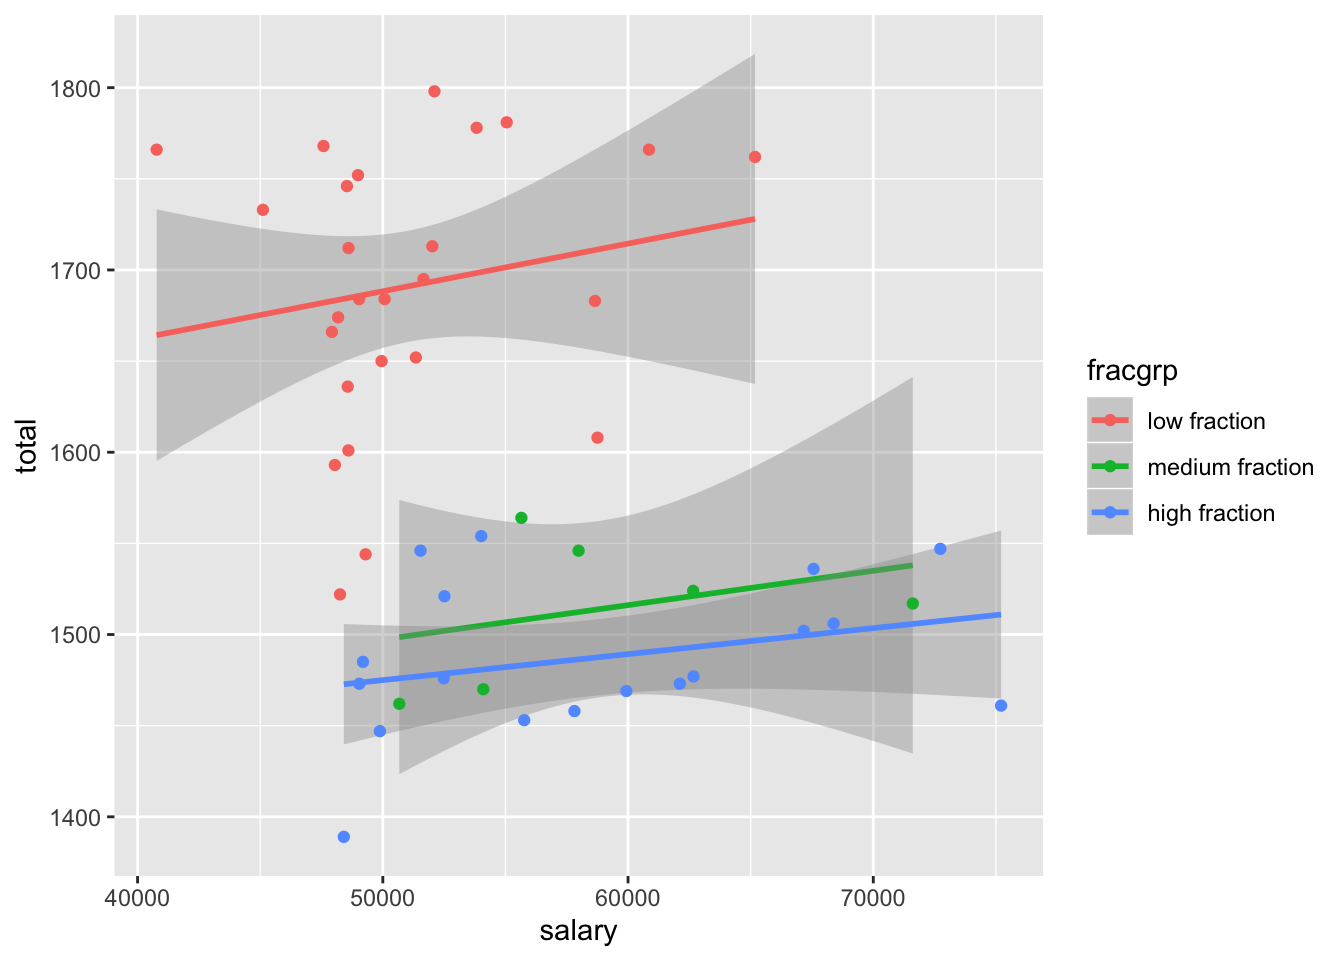 1800
1700
1600
1500
1400
total
40000 50000 60000 70000
salary
fracgrp
low fraction
medium fraction
high fraction